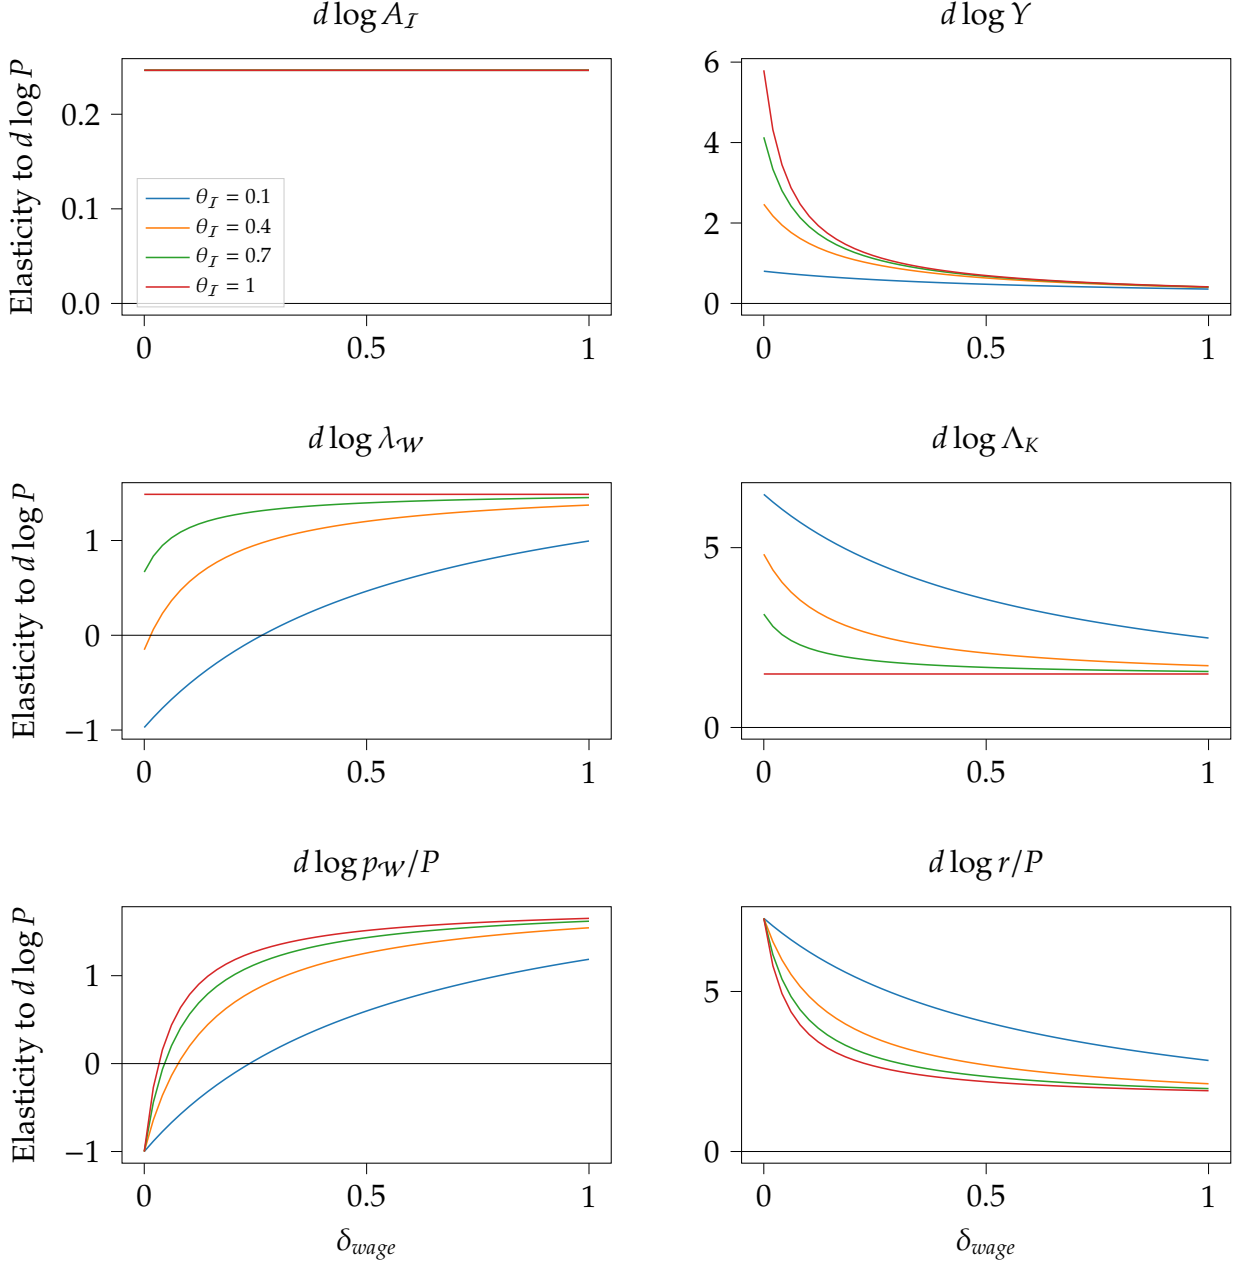 d log A_ℐ
Elasticity to d log P
0.2
0.1
0.0
θ_ℐ = 0.1
θ_ℐ = 0.4
θ_ℐ = 0.7
θ_ℐ = 1
0 0.5 1
d log Y
6
4
2
0
0 0.5 1
d log λ_𝒲
Elasticity to d log P
1
0
−1
0 0.5 1
d log Λ_K
5
0
0 0.5 1
d log p_𝒲/P
Elasticity to d log P
1
0
−1
0 0.5 1
δ_wage
d log r/P
5
0
0 0.5 1
δ_wage